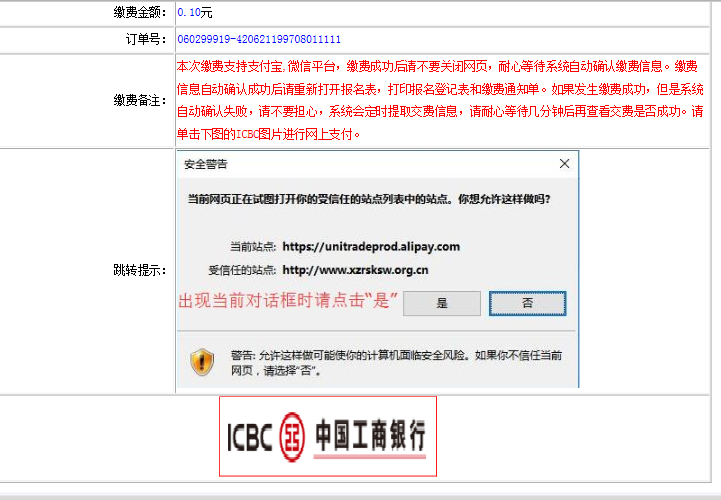 缴费金额: 0.10元
订单号: 060299919-420621199708011111
本次缴费支持支付宝,微信平台，缴费成功后请不要关闭网页，耐心等待系统自动确认缴费信息。缴费
信息自动确认成功后请重新打开报名表，打印报名登记表和缴费通知单。如果发生缴费成功，但是系统
缴费备注:
自动确认失败，请不要担心，系统会定时提取交费信息，请耐心等待几分钟后再查看交费是否成功。请
单击下图的ICBC图片进行网上支付。
安全警告
当前网页正在试图打开你的受信任的站点列表中的站点。你想允许这样做吗?
当前站点: https://unitradeprod.alipay.com
跳转提示:
受信任的站点: http://www.xzrsksw.org.cn
出现当前对话框时请点击“是” 是 否
警告: 允许这样做可能使你的计算机面临安全风险。如果你不信任当前
网页，请选择“否”。
ICBC 中国工商银行